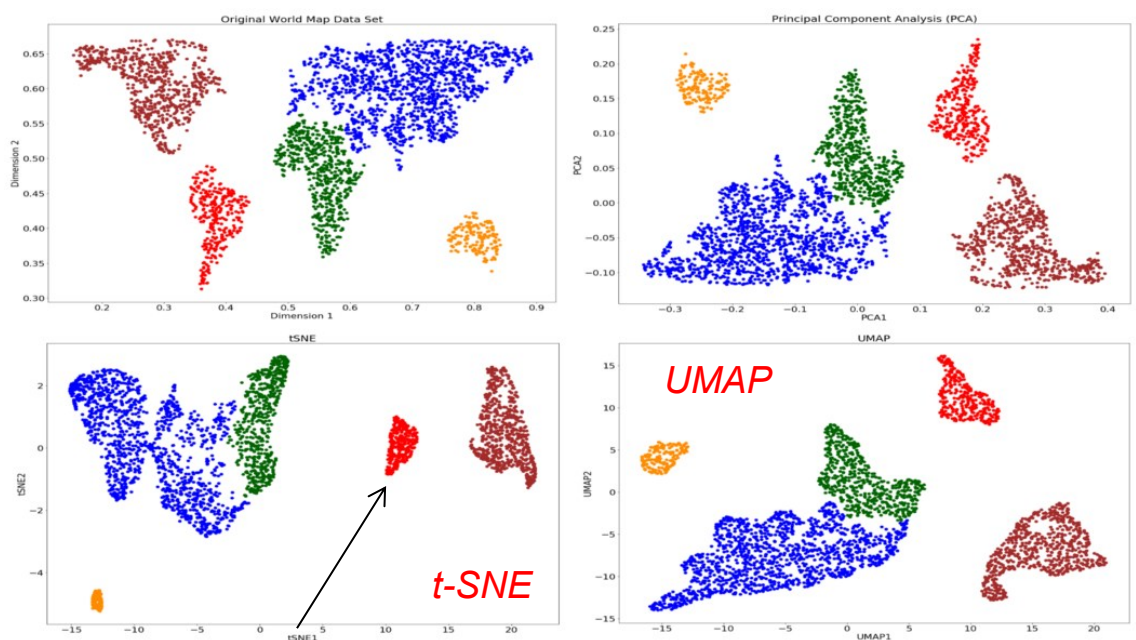 Original World Map Data Set
0.65
0.60
0.55
0.50
0.45
0.40
0.35
0.30
Dimension 2
0.2 0.3 0.4 0.5 0.6 0.7 0.8 0.9
Dimension 1
Principal Component Analysis (PCA)
0.25
0.20
0.15
0.10
0.05
0.00
−0.05
−0.10
PCA2
−0.3 −0.2 −0.1 0.0 0.1 0.2 0.3 0.4
PCA1
tSNE
2
0
−2
−4
tSNE2
t-SNE
−15 −10 −5 0 5 10 15 20
tSNE1
UMAP
UMAP
15
10
5
0
−5
−10
−15
UMAP2
−15 −10 −5 0 5 10 15 20
UMAP1